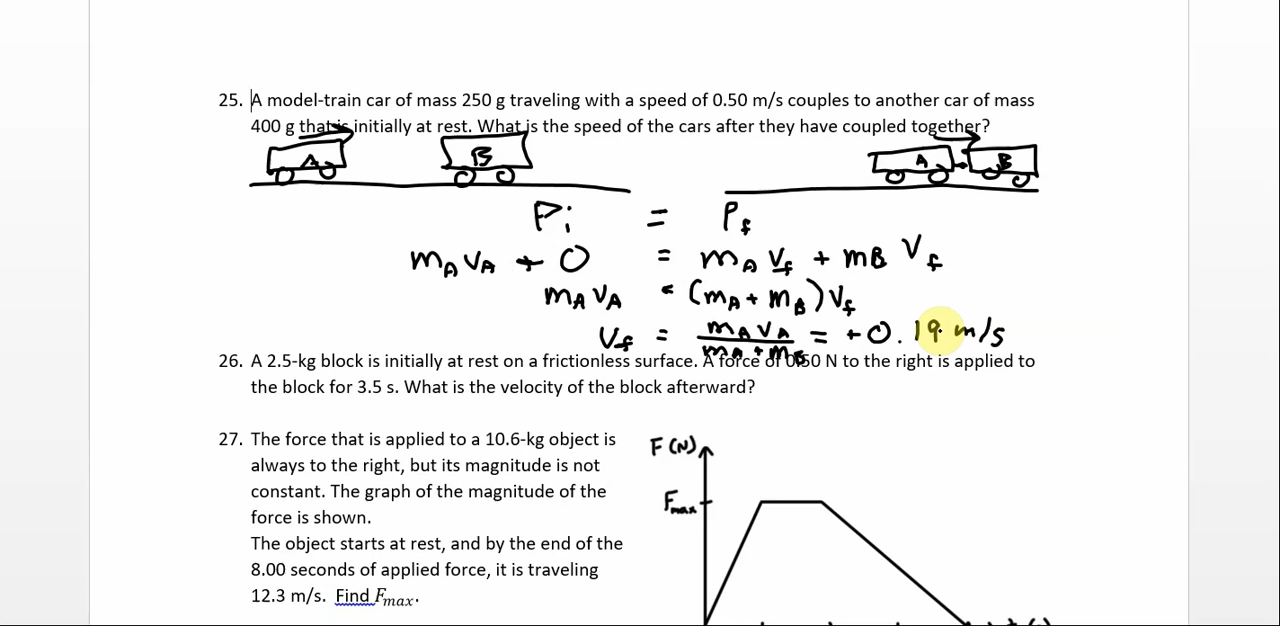 25. A model-train car of mass 250 g traveling with a speed of 0.50 m/s couples to another car of mass
400 g that is initially at rest. What is the speed of the cars after they have coupled together?
A B A B
Pi = Pf
mA vA + 0 = mA vf + mB vf
mA vA = (mA + mB) vf
vf = mA vA / mA + mB = +0.19 m/s
26. A 2.5-kg block is initially at rest on a frictionless surface. A force of 0.50 N to the right is applied to
the block for 3.5 s. What is the velocity of the block afterward?
27. The force that is applied to a 10.6-kg object is
always to the right, but its magnitude is not
constant. The graph of the magnitude of the
force is shown.
The object starts at rest, and by the end of the
8.00 seconds of applied force, it is traveling
12.3 m/s. Find Fmax.
F (N)
Fmax